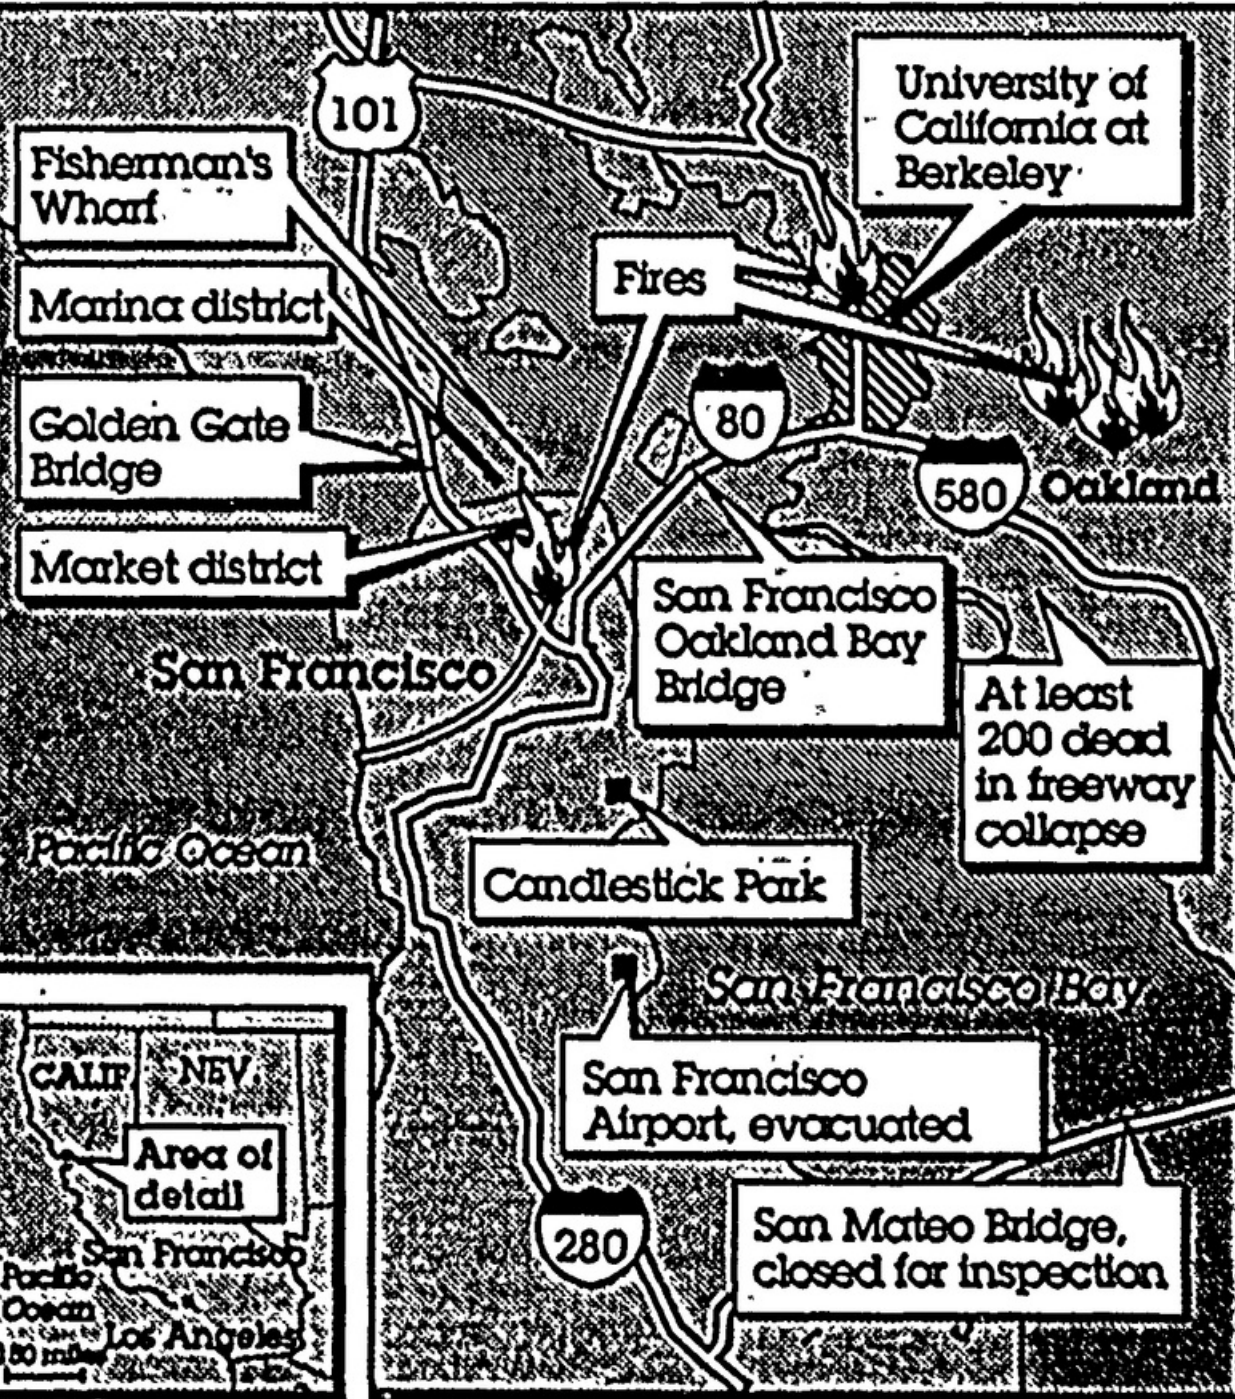 101
University of
California at
Berkeley
Fisherman's
Wharf
Fires
Marina district
80
Golden Gate
Bridge
580
Oakland
Market district
San Francisco
Oakland Bay
Bridge
San Francisco
At least
200 dead
in freeway
collapse
Pacific Ocean
Candlestick Park
San Francisco Bay
San Francisco
Airport, evacuated
CALIF
NEV.
Area of
detail
San Francisco
Pacific
Ocean
Los Angeles
miles
280
San Mateo Bridge,
closed for inspection